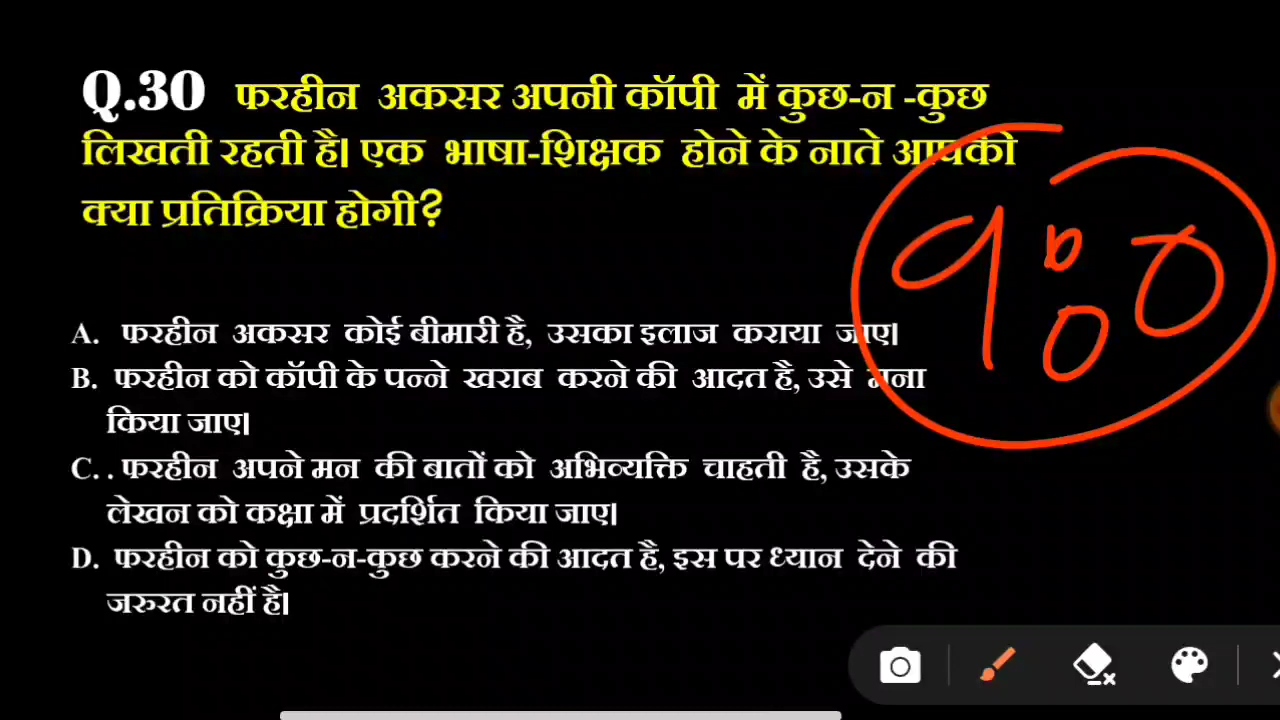 Q.30 फरहीन अकसर अपनी कॉपी में कुछ-न -कुछ
लिखती रहती है। एक भाषा-शिक्षक होने के नाते आपकी
क्या प्रतिक्रिया होगी?
A. फरहीन अकसर कोई बीमारी है, उसका इलाज कराया जाए।
B. फरहीन को कॉपी के पन्ने खराब करने की आदत है, उसे मना
किया जाए।
C. . फरहीन अपने मन की बातों को अभिव्यक्ति चाहती है, उसके
लेखन को कक्षा में प्रदर्शित किया जाए।
D. फरहीन को कुछ-न-कुछ करने की आदत है, इस पर ध्यान देने की
जरुरत नहीं है।